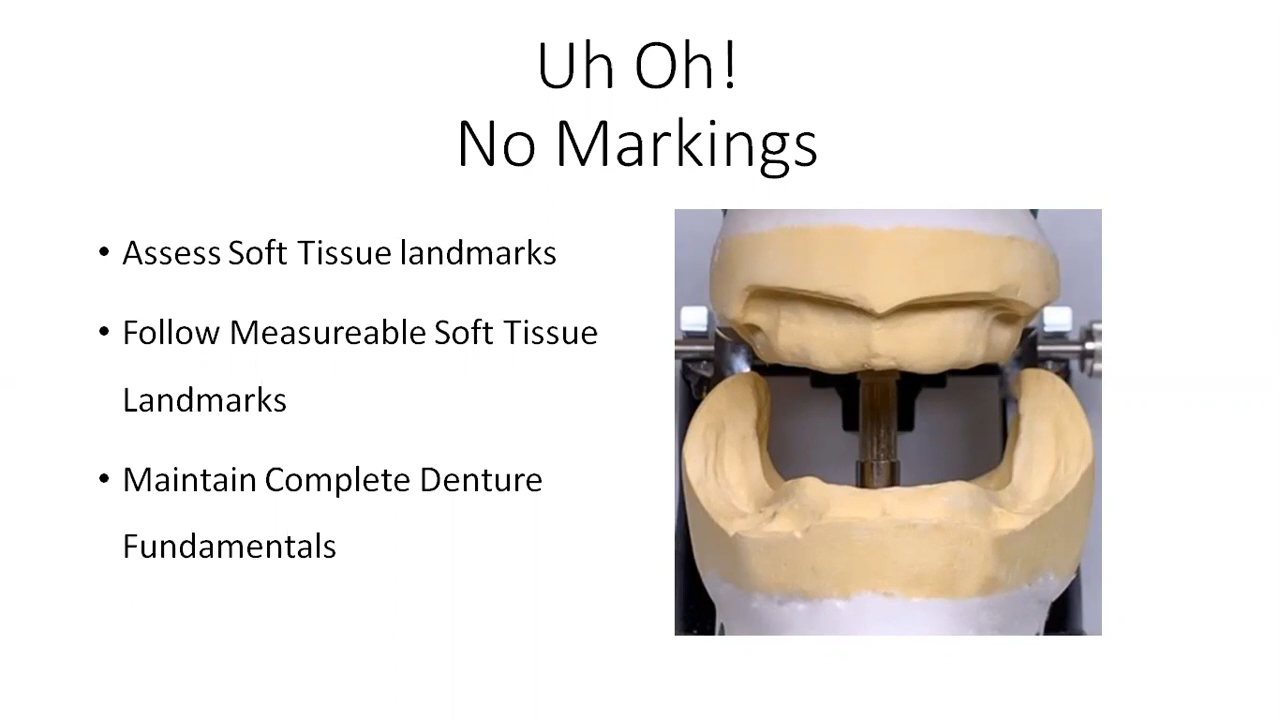 Uh Oh!
No Markings
• Assess Soft Tissue landmarks
• Follow Measureable Soft Tissue
Landmarks
• Maintain Complete Denture
Fundamentals